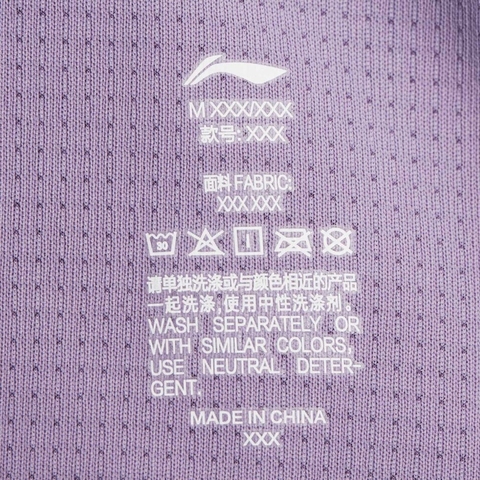 M XXX/XXX
款号: XXX
面料 FABRIC:
XXX XXX
30
请单独洗涤或与颜色相近的产品
一起洗涤,使用中性洗涤剂.
WASH SEPARATELY OR
WITH SIMILAR COLORS,
USE NEUTRAL DETER-
GENT.
MADE IN CHINA
XXX